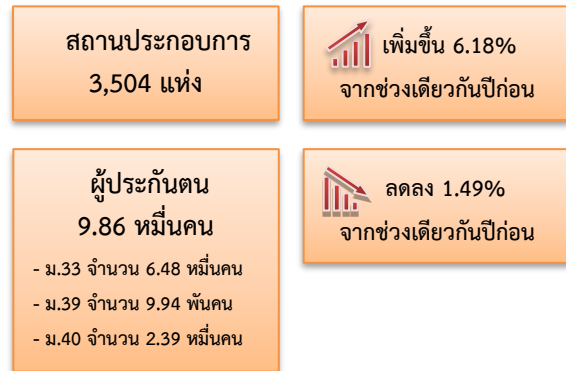 สถานประกอบการ
3,504 แห่ง
เพิ่มขึ้น 6.18%
จากช่วงเดียวกันปีก่อน
ผู้ประกันตน
9.86 หมื่นคน
- ม.33 จำนวน 6.48 หมื่นคน
- ม.39 จำนวน 9.94 พันคน
- ม.40 จำนวน 2.39 หมื่นคน
ลดลง 1.49%
จากช่วงเดียวกันปีก่อน